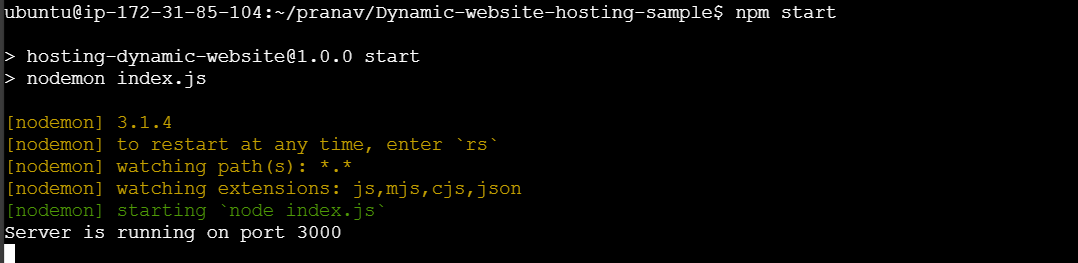 ubuntu@ip-172-31-85-104:~/pranav/Dynamic-website-hosting-sample$ npm start
> hosting-dynamic-website@1.0.0 start
> nodemon index.js
[nodemon] 3.1.4
[nodemon] to restart at any time, enter `rs`
[nodemon] watching path(s): *.*
[nodemon] watching extensions: js,mjs,cjs,json
[nodemon] starting `node index.js`
Server is running on port 3000